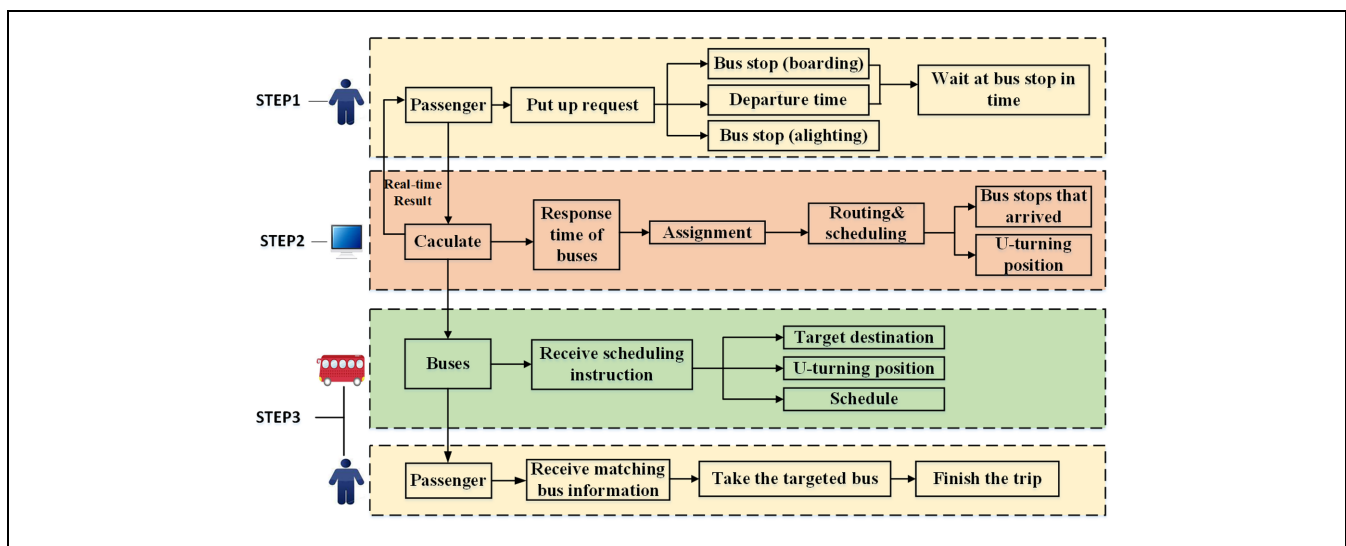 STEP1
Passenger
Put up request
Bus stop (boarding)
Departure time
Bus stop (alighting)
Wait at bus stop in
time
Real-time
Result
STEP2
Caculate
Response
time of
buses
Assignment
Routing&
scheduling
Bus stops that
arrived
U-turning
position
STEP3
Buses
Receive scheduling
instruction
Target destination
U-turning position
Schedule
Passenger
Receive matching
bus information
Take the targeted bus
Finish the trip